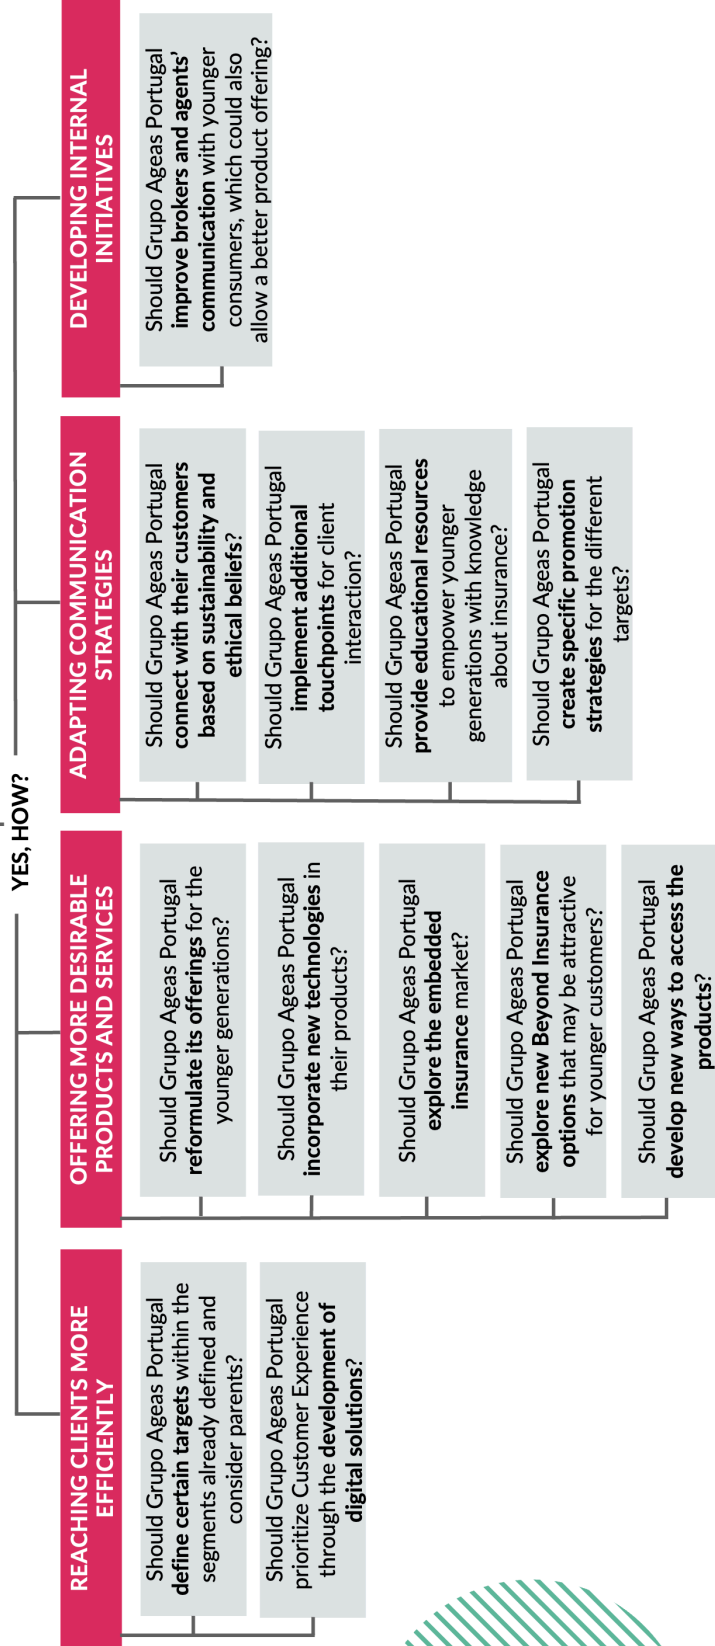 YES, HOW?
REACHING CLIENTS MORE
EFFICIENTLY
Should Grupo Ageas Portugal
define certain targets within the
segments already defined and
consider parents?
Should Grupo Ageas Portugal
prioritize Customer Experience
through the development of
digital solutions?
OFFERING MORE DESIRABLE
PRODUCTS AND SERVICES
Should Grupo Ageas Portugal
reformulate its offerings for the
younger generations?
Should Grupo Ageas Portugal
incorporate new technologies in
their products?
Should Grupo Ageas Portugal
explore the embedded
insurance market?
Should Grupo Ageas Portugal
explore new Beyond Insurance
options that may be attractive
for younger customers?
Should Grupo Ageas Portugal
develop new ways to access the
products?
ADAPTING COMMUNICATION
STRATEGIES
Should Grupo Ageas Portugal
connect with their customers
based on sustainability and
ethical beliefs?
Should Grupo Ageas Portugal
implement additional
touchpoints for client
interaction?
Should Grupo Ageas Portugal
provide educational resources
to empower younger
generations with knowledge
about insurance?
Should Grupo Ageas Portugal
create specific promotion
strategies for the different
targets?
DEVELOPING INTERNAL
INITIATIVES
Should Grupo Ageas Portugal
improve brokers and agents’
communication with younger
consumers, which could also
allow a better product offering?